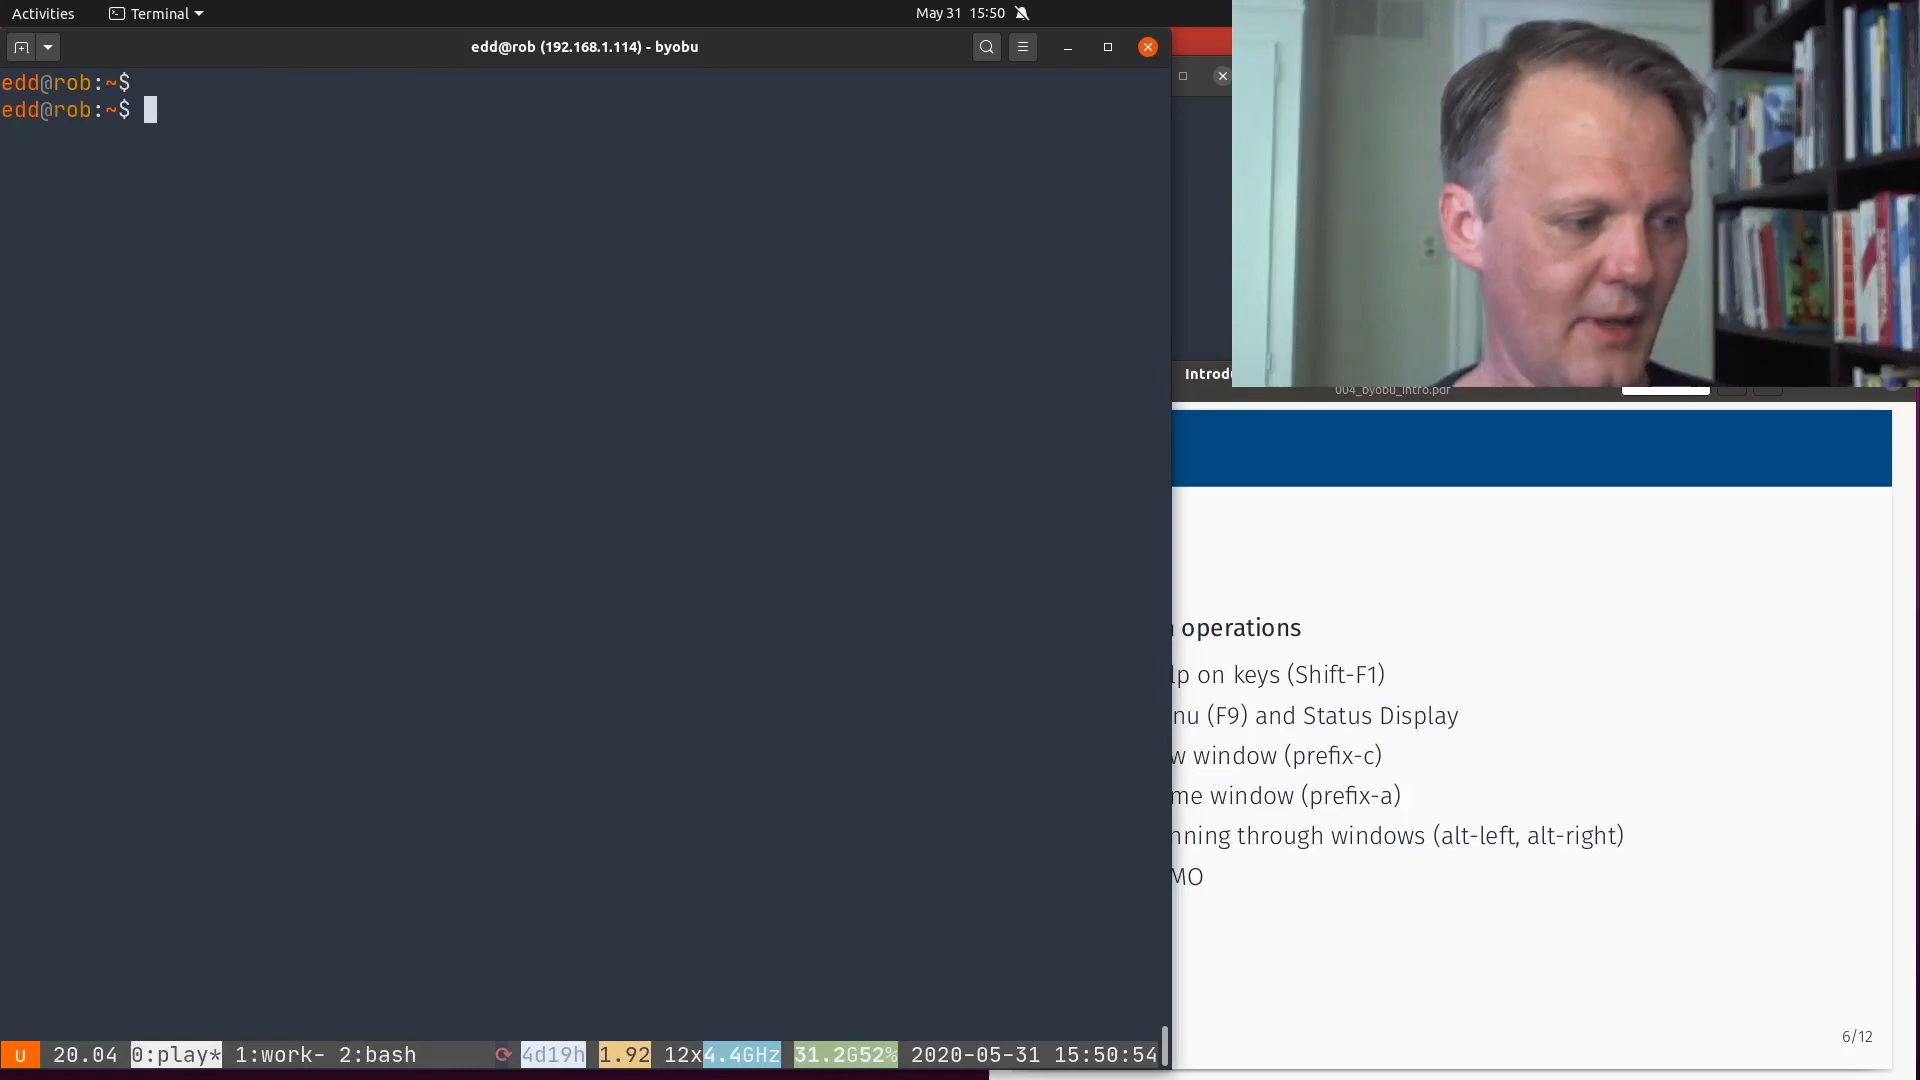 Activities Terminal May 31 15:50
edd@rob (192.168.1.114) - byobu
edd@rob:~$
edd@rob:~$
Introdu
004_byobu_intro.pdf
operations
lp on keys (Shift-F1)
nu (F9) and Status Display
w window (prefix-c)
me window (prefix-a)
nning through windows (alt-left, alt-right)
MO
6/12
U 20.04 0:play* 1:work- 2:bash 4d19h 1.92 12x4.4GHz 31.2G52% 2020-05-31 15:50:54